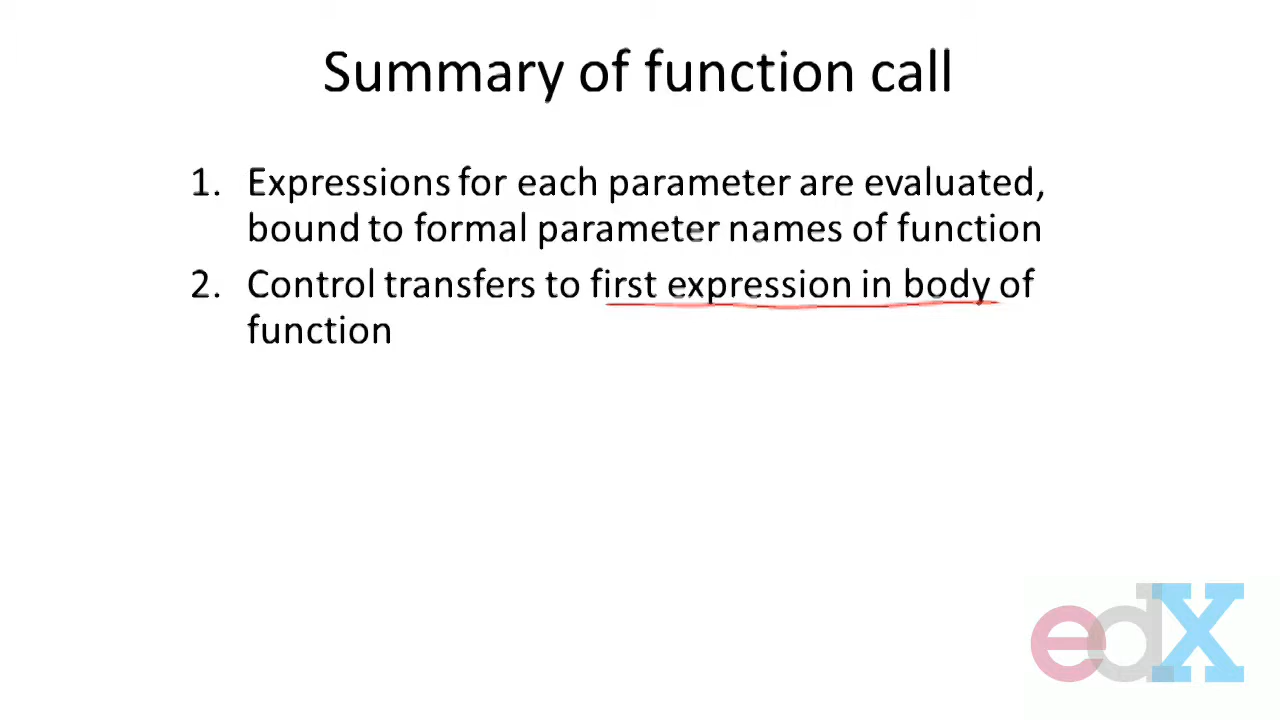 Summary of function call
1. Expressions for each parameter are evaluated,
bound to formal parameter names of function
2. Control transfers to first expression in body of
function
edX